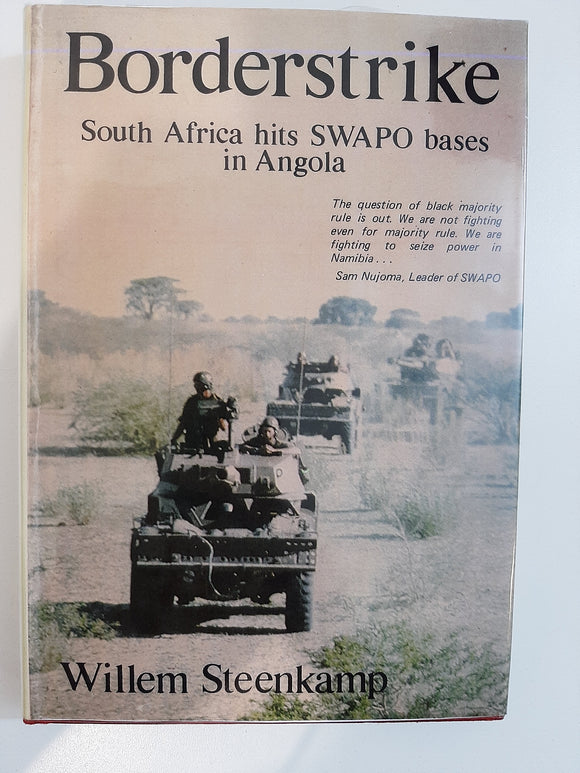 Borderstrike
South Africa hits SWAPO bases
in Angola
The question of black majority
rule is out. We are not fighting
even for majority rule. We are
fighting to seize power in
Namibia . . .
Sam Nujoma, Leader of SWAPO
Willem Steenkamp